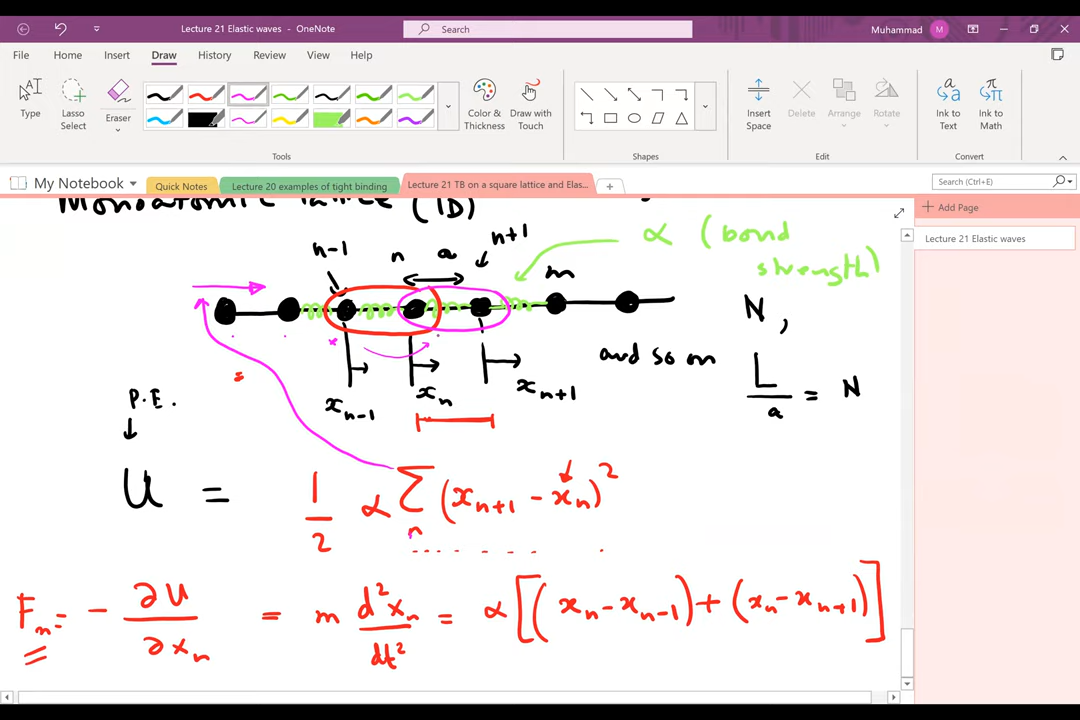 Lecture 21 Elastic waves - OneNote
Search
Muhammad M
File Home Insert Draw History Review View Help
Type
Lasso Select
Eraser
Color & Thickness
Draw with Touch
Insert Space
Delete
Arrange
Rotate
Ink to Text
Ink to Math
Tools Shapes Edit Convert
My Notebook
Quick Notes
Lecture 20 examples of tight binding
Lecture 21 TB on a square lattice and Elas...
Search (Ctrl+E)
Add Page
Lecture 21 Elastic waves
Monoatomic lattice (1D)
n-1 n a n+1 α (bond strength)
m
N,
x_{n-1} x_n x_{n+1} and so on
L/a = N
P.E.
U = 1/2 α Σ_n (x_{n+1} - x_n)^2
F_n = - ∂U/∂x_n = m d²x_n/dt² = α[(x_n - x_{n-1}) + (x_n - x_{n+1})]